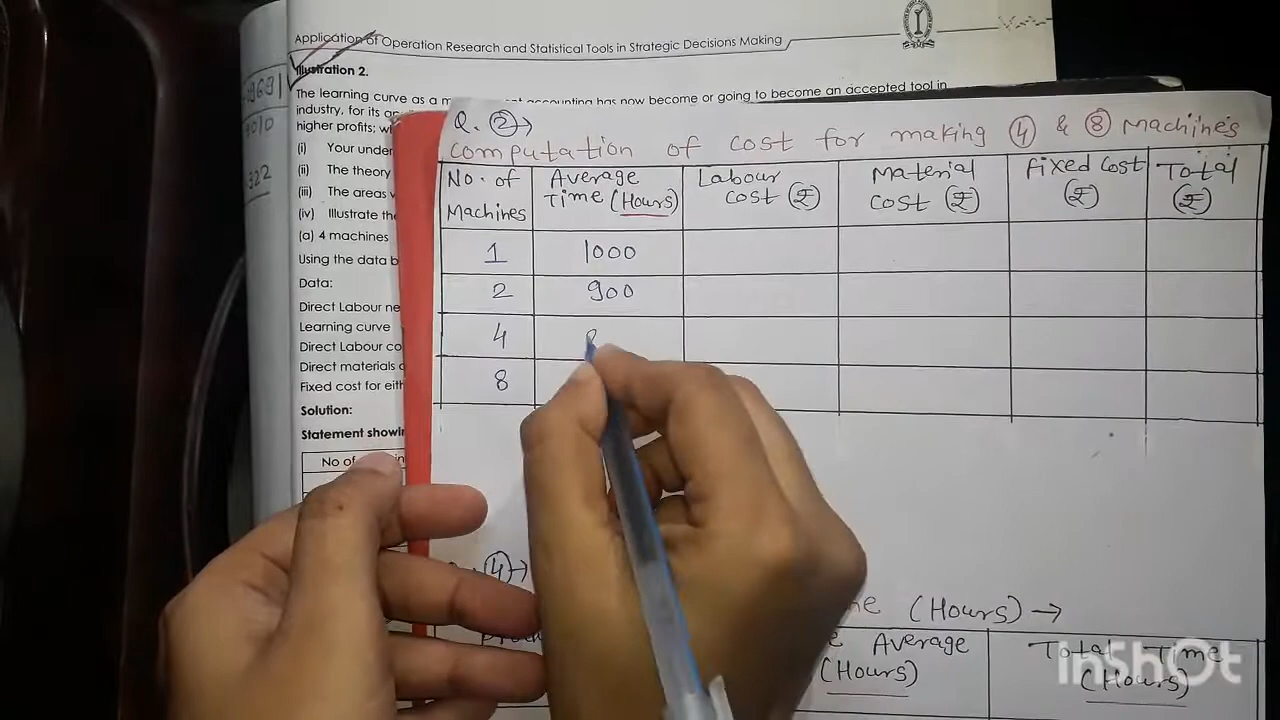 Application of Operation Research and Statistical Tools in Strategic Decisions Making
Illustration 2.
The learning curve as a m accounting has now become or going to become an accepted tool in
industry, for its
higher profits;
(i) Your under
(ii) The theory
(iii) The areas
(iv) Illustrate the
(a) 4 machines
Using the data b
Data:
Direct Labour ne
Learning curve
Direct Labour co
Direct materials
Fixed cost for eith
Solution:
Statement showin
No of
9010
322
Q. ② →
Computation of cost for making ④ & ⑧ Machines
No. of Machines
Average Time (Hours)
Labour cost (₹)
Material cost (₹)
Fixed cost (₹)
Total (₹)
1 1000
2 900
4
8
④ →
(Hours) →
Average (Hours)
Total Time (Hours)
InShOt